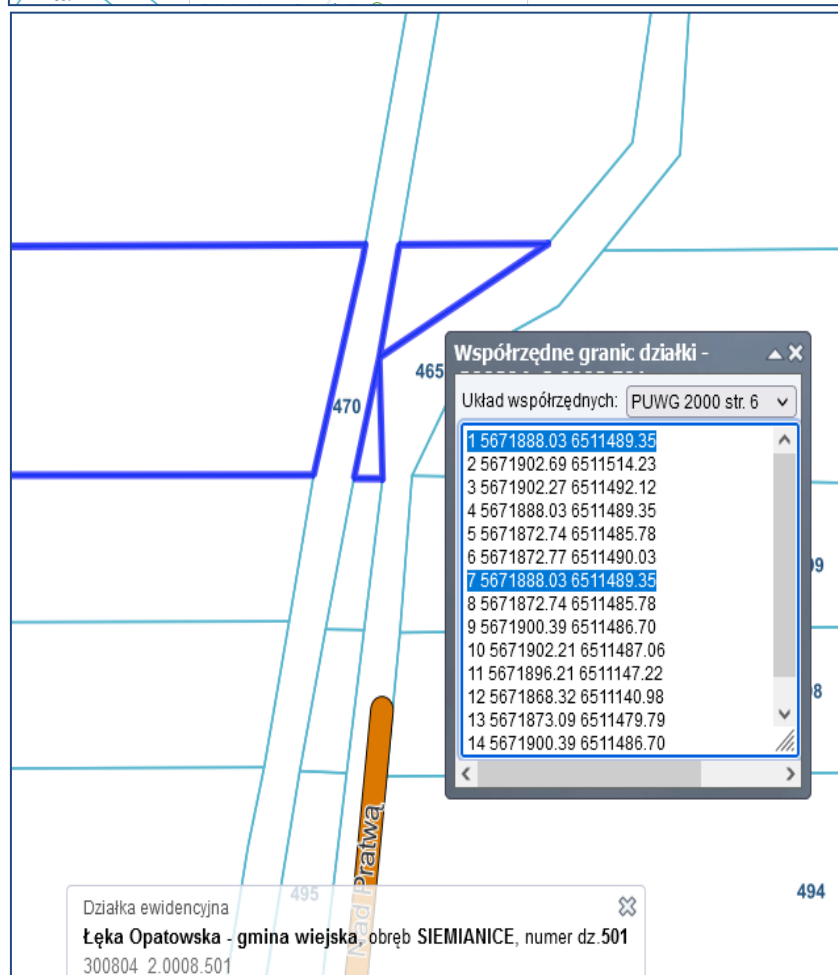 465
470
Współrzędne granic działki -
Układ współrzędnych: PUWG 2000 str. 6
1 5671888.03 6511489.35
2 5671902.69 6511514.23
3 5671902.27 6511492.12
4 5671888.03 6511489.35
5 5671872.74 6511485.78
6 5671872.77 6511490.03
7 5671888.03 6511489.35
8 5671872.74 6511485.78
9 5671900.39 6511486.70
10 5671902.21 6511487.06
11 5671896.21 6511147.22
12 5671868.32 6511140.98
13 5671873.09 6511479.79
14 5671900.39 6511486.70
Nad Pratwą
495
494
Działka ewidencyjna
Łęka Opatowska - gmina wiejska, obręb SIEMIANICE, numer dz.501
300804_2.0008.501